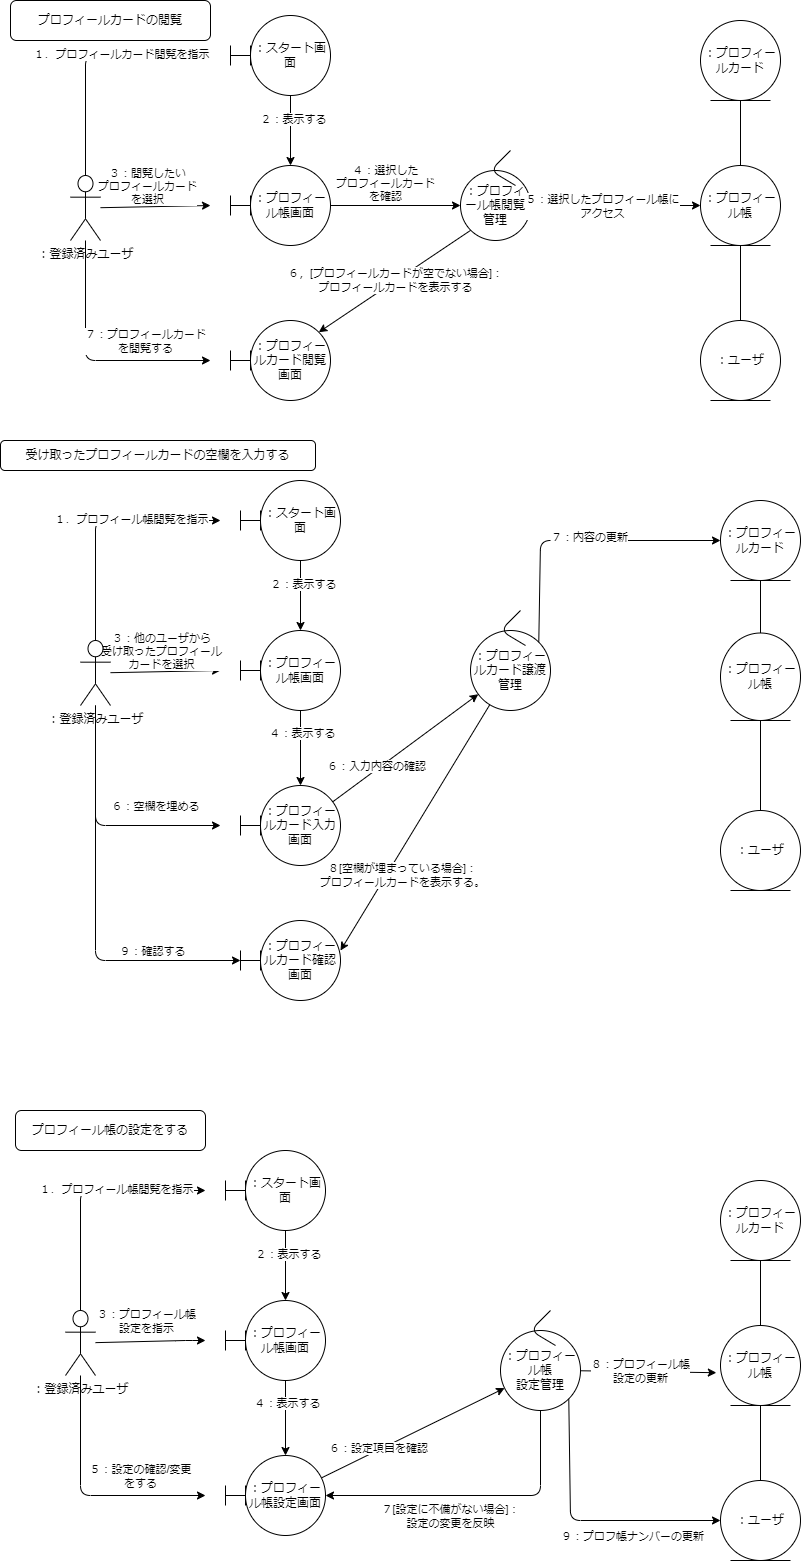 プロフィールカードの閲覧
1．プロフィールカード閲覧を指示
：スタート画
面
：プロフィー
ルカード
2：表示する
3：閲覧したい
プロフィールカード
を選択
：プロフィー
ル帳画面
4：選択した
プロフィールカード
を確認
：プロフィー
ル帳閲覧
管理
5：選択したプロフィール帳に
アクセス
：プロフィー
ル帳
：登録済みユーザ
6，[プロフィールカードが空でない場合]：
プロフィールカードを表示する
7：プロフィールカード
を閲覧する
：プロフィー
ルカード閲覧
画面
：ユーザ
受け取ったプロフィールカードの空欄を入力する
1．プロフィール帳閲覧を指示
：スタート画
面
7：内容の更新
：プロフィー
ルカード
2：表示する
3：他のユーザから
受け取ったプロフィール
カードを選択
：プロフィー
ル帳画面
：プロフィー
ルカード譲渡
管理
：プロフィー
ル帳
：登録済みユーザ
4：表示する
6：入力内容の確認
6：空欄を埋める
：プロフィー
ルカード入力
画面
：ユーザ
8[空欄が埋まっている場合]：
プロフィールカードを表示する。
9：確認する
：プロフィー
ルカード確認
画面
プロフィール帳の設定をする
1．プロフィール帳閲覧を指示
：スタート画
面
：プロフィー
ルカード
2：表示する
3：プロフィール帳
設定を指示
：プロフィー
ル帳画面
：プロフィー
ル帳
設定管理
8：プロフィール帳
設定の更新
：プロフィー
ル帳
：登録済みユーザ
4：表示する
6：設定項目を確認
5：設定の確認/変更
をする
：プロフィー
ル帳設定画面
7[設定に不備がない場合]：
設定の変更を反映
9：プロフ帳ナンバーの更新
：ユーザ